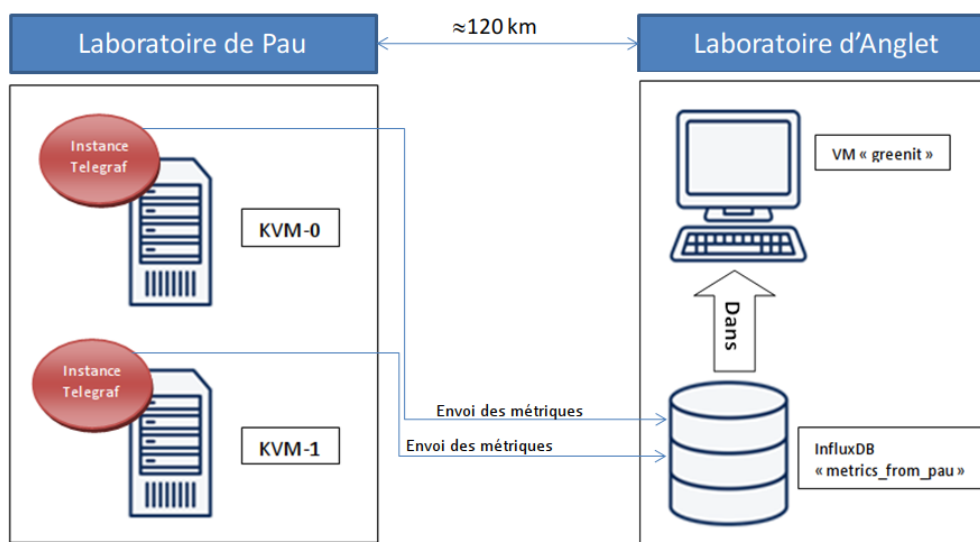 Laboratoire de Pau
≈120 km
Laboratoire d'Anglet
Instance
Telegraf
KVM-0
VM « greenit »
Dans
Instance
Telegraf
KVM-1
Envoi des métriques
Envoi des métriques
InfluxDB
« metrics_from_pau »